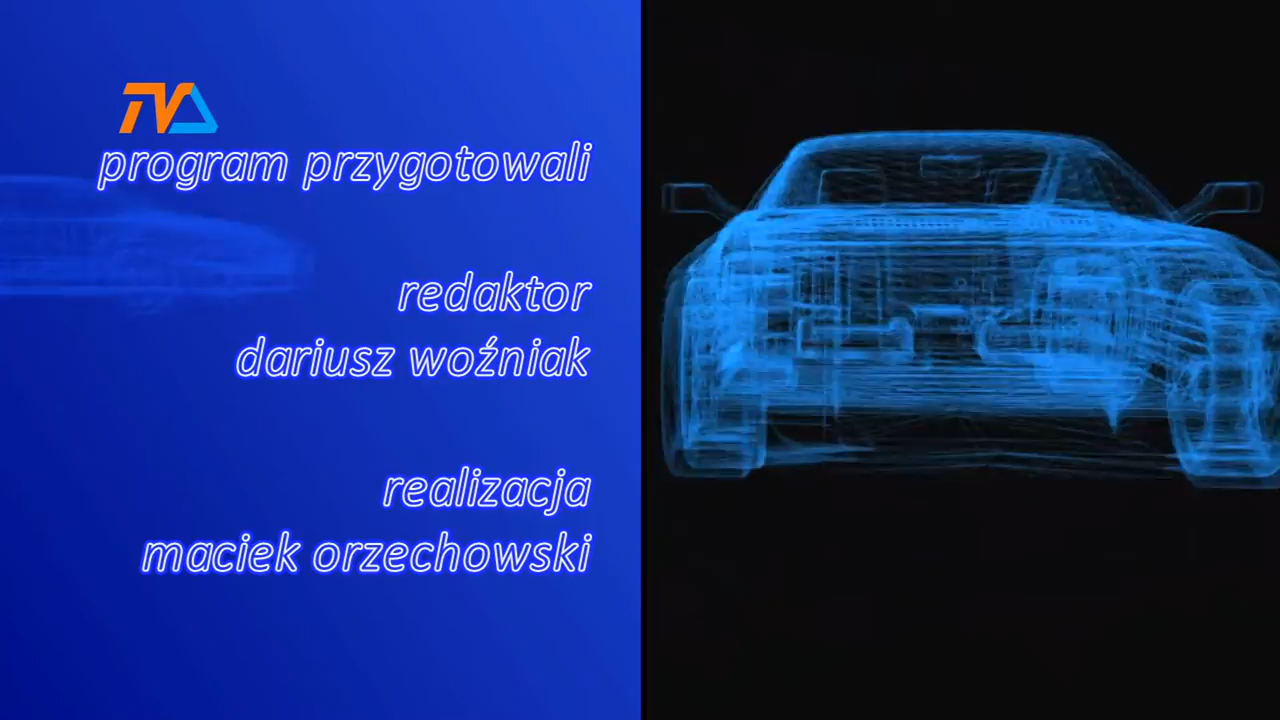 TVA
program przygotowali
redaktor
dariusz woźniak
realizacja
maciek orzechowski